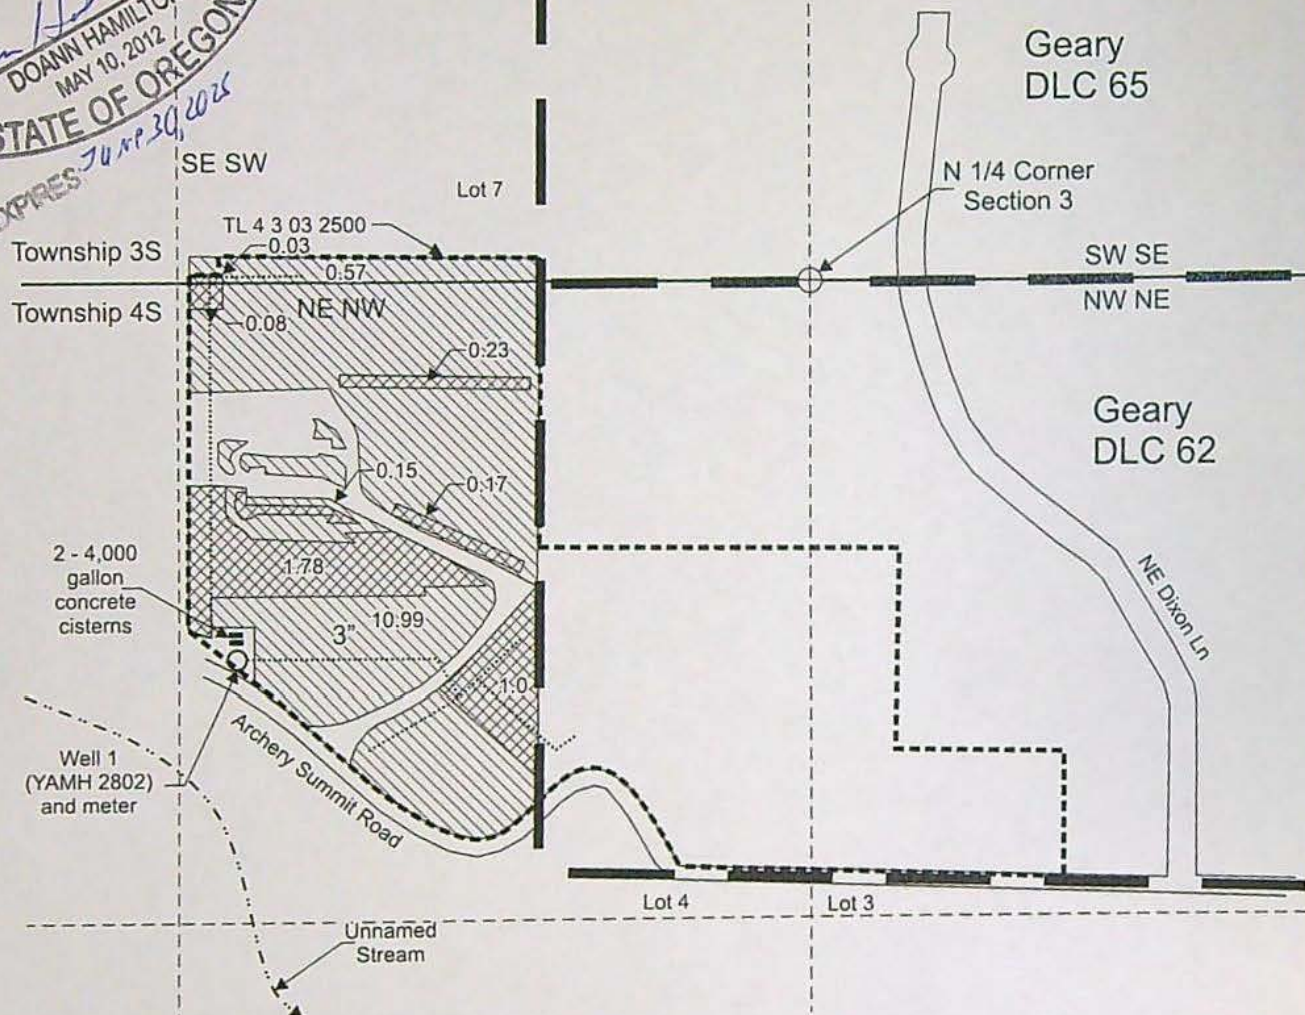 DOANN HAMILTO
MAY 10, 2012
STATE OF OREGON
EXPIRES JUNE 30, 2025
SE SW
Lot 7
Geary
DLC 65
N 1/4 Corner
Section 3
TL 4 3 03 2500
0.03
Township 3S
0.57
SW SE
Township 4S
NE NW
NW NE
0.08
0.23
Geary
DLC 62
0.15
0.17
2 - 4,000
gallon
concrete
cisterns
1.78
10.99
3"
NE Dixon Ln
1.0
Archery Summit Road
Well 1
(YAMH 2802)
and meter
Lot 4
Lot 3
Unnamed
Stream